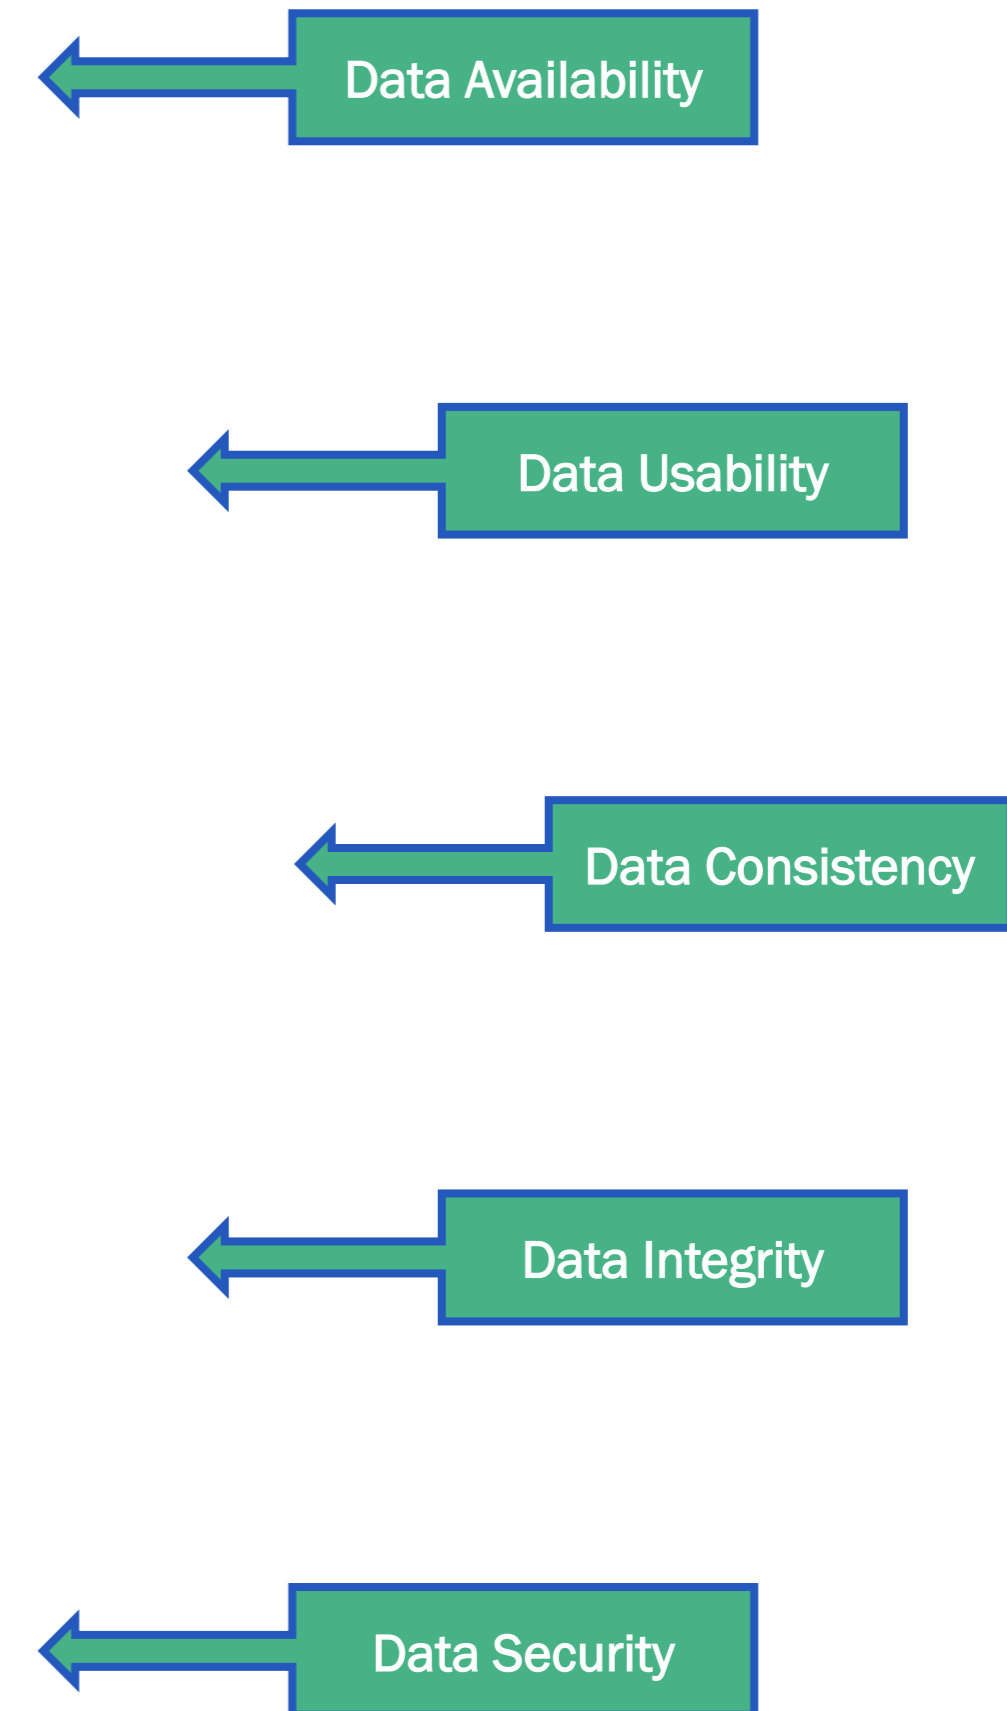 Data Availability
Data Usability
Data Consistency
Data Integrity
Data Security